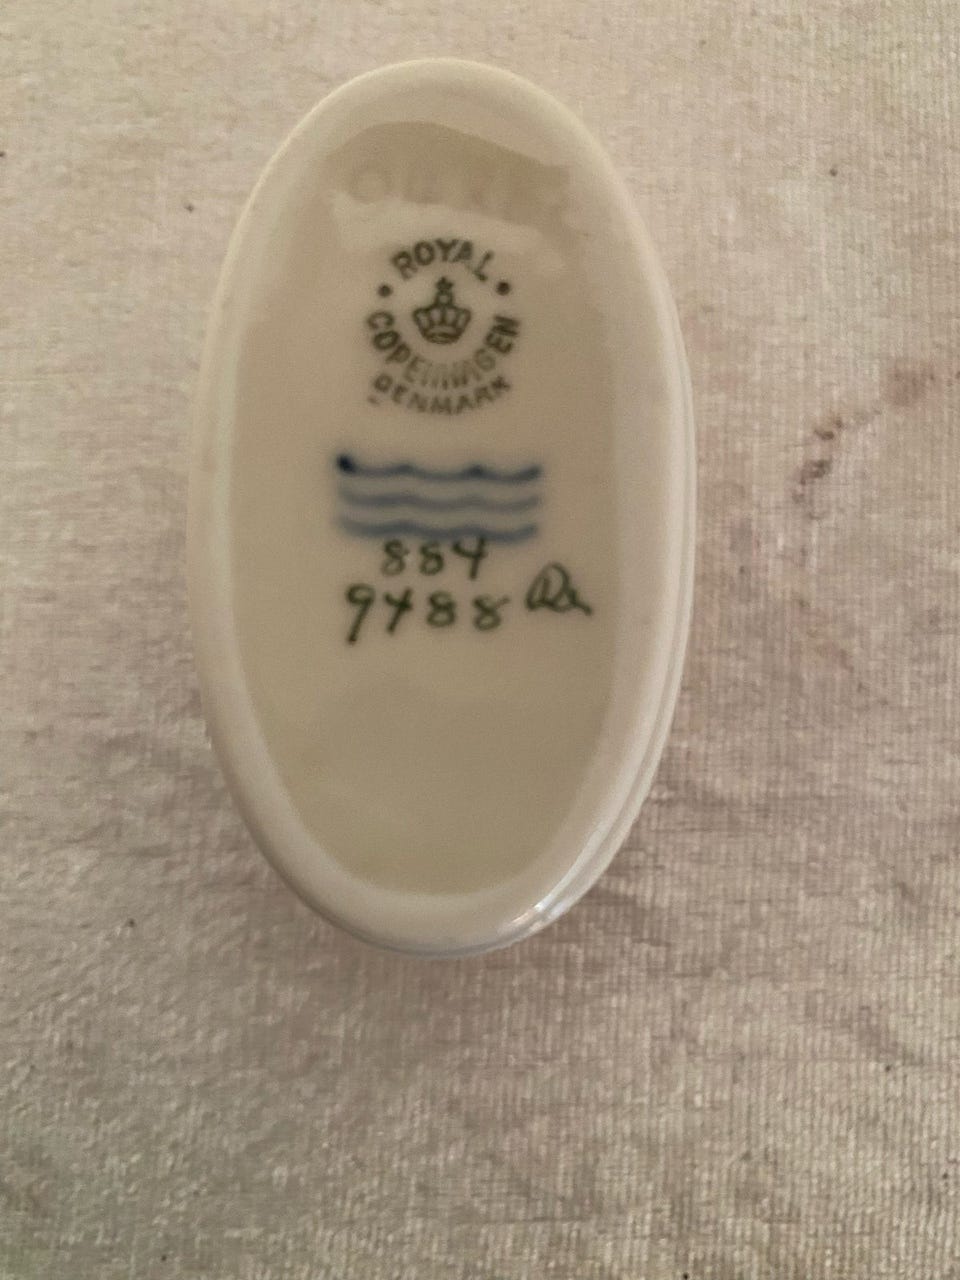 ROYAL
COPENHAGEN
DENMARK
884
9488